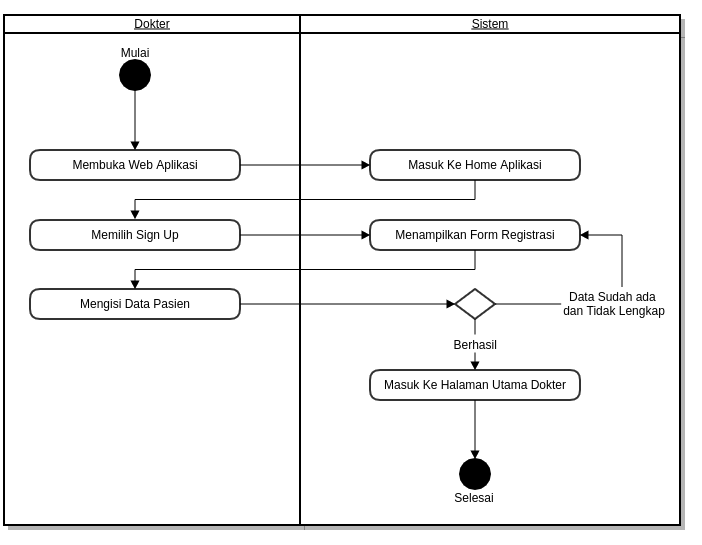 Dokter
Sistem
Mulai
Membuka Web Aplikasi
Masuk Ke Home Aplikasi
Memilih Sign Up
Menampilkan Form Registrasi
Mengisi Data Pasien
Data Sudah ada
dan Tidak Lengkap
Berhasil
Masuk Ke Halaman Utama Dokter
Selesai